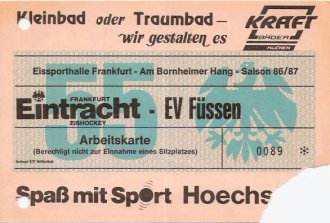 Kleinbad oder Traumbad—
wir gestalten es
KRAFT
BÄDER
KÜCHEN
Eissporthalle Frankfurt - Am Bornheimer Hang - Saison 86/87
55
FRANKFURT
Eintracht - EV Füssen
EISHOCKEY
Arbeitskarte
(Berechtigt nicht zur Einnahme eines Sitzplatzes)
0089 *
Spaß mit Sport Hoechs